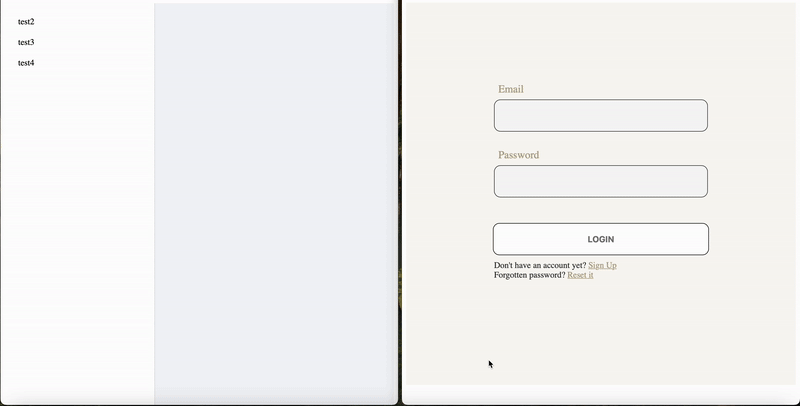 test2
test3
test4
Email
Password
LOGIN
Don't have an account yet? Sign Up
Forgotten password? Reset it